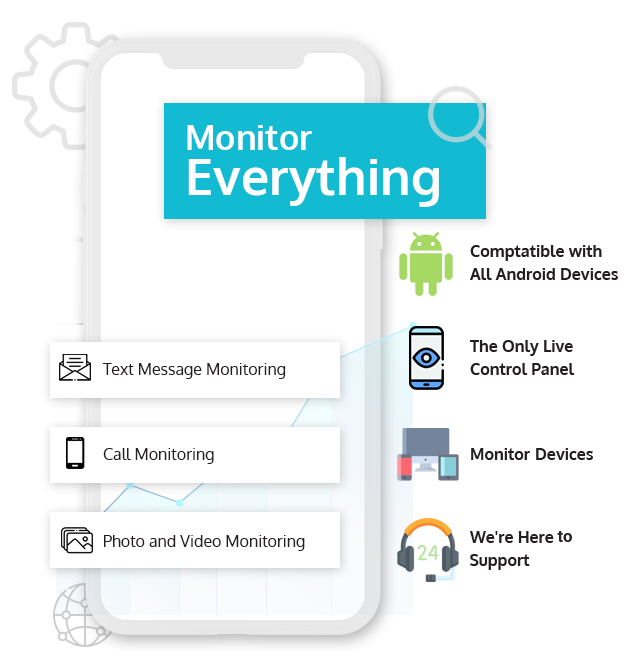 Monitor
Everything
Comptatible with
All Android Devices
The Only Live
Control Panel
Text Message Monitoring
Call Monitoring
Monitor Devices
Photo and Video Monitoring
We're Here to
Support
24